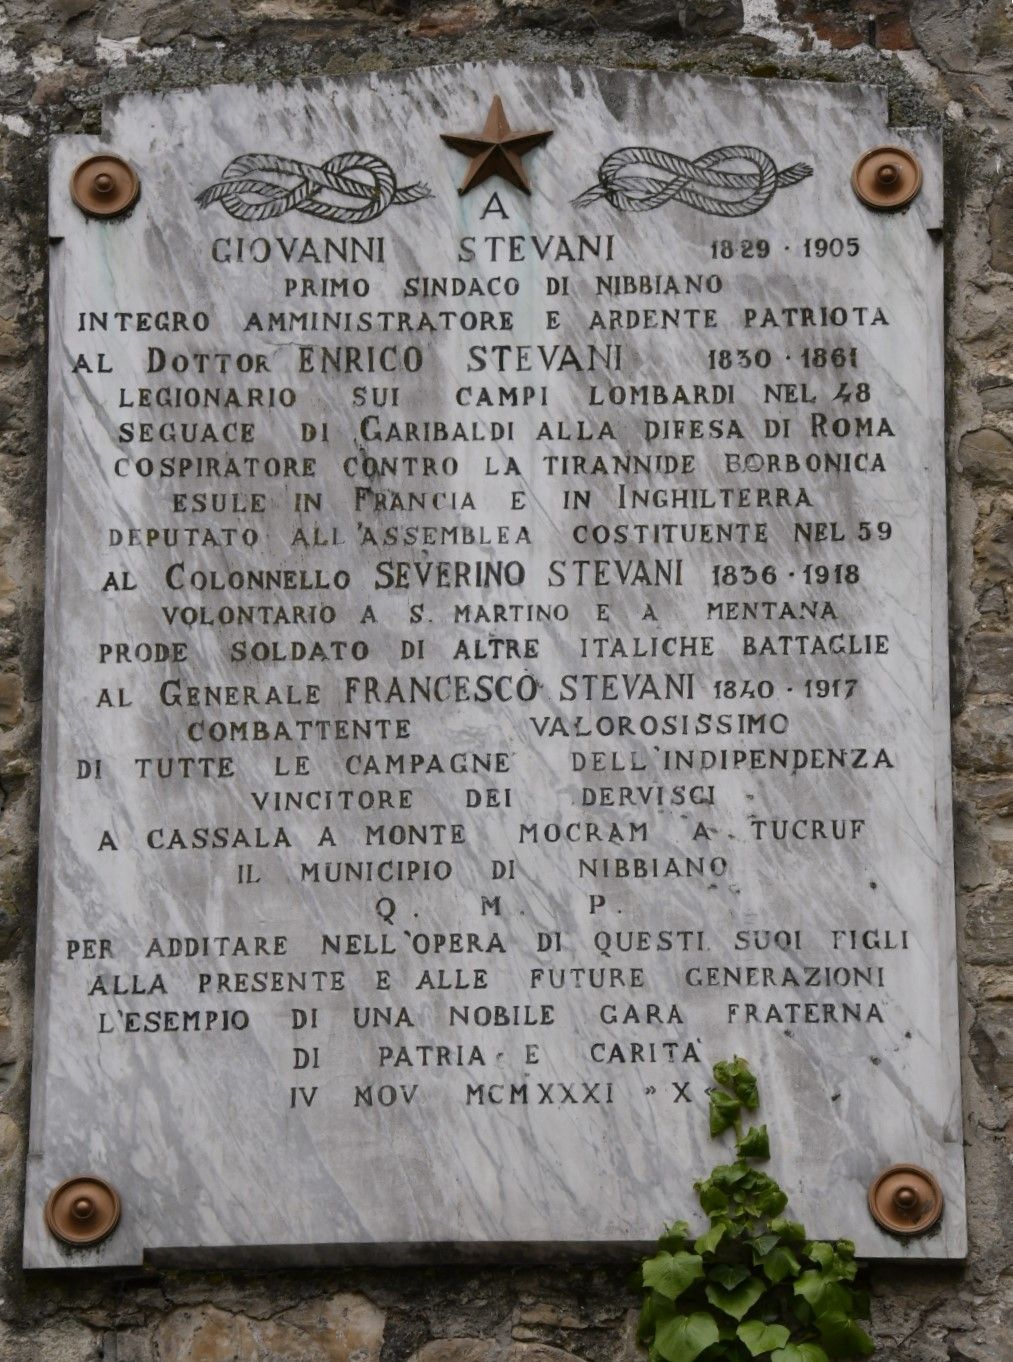 A
GIOVANNI STEVANI 1829 · 1905
PRIMO SINDACO DI NIBBIANO
INTEGRO AMMINISTRATORE E ARDENTE PATRIOTA
AL DOTTOR ENRICO STEVANI 1830 · 1861
LEGIONARIO SUI CAMPI LOMBARDI NEL 48
SEGUACE DI GARIBALDI ALLA DIFESA DI ROMA
COSPIRATORE CONTRO LA TIRANNIDE BORBONICA
ESULE IN FRANCIA E IN INGHILTERRA
DEPUTATO ALL'ASSEMBLEA COSTITUENTE NEL 59
AL COLONNELLO SEVERINO STEVANI 1836 · 1918
VOLONTARIO A S. MARTINO E A MENTANA
PRODE SOLDATO DI ALTRE ITALICHE BATTAGLIE
AL GENERALE FRANCESCO STEVANI 1840 · 1917
COMBATTENTE VALOROSISSIMO
DI TUTTE LE CAMPAGNE DELL'INDIPENDENZA
VINCITORE DEI DERVISCI
A CASSALA A MONTE MOCRAM A TUCRUF
IL MUNICIPIO DI NIBBIANO
Q. M. P.
PER ADDITARE NELL'OPERA DI QUESTI SUOI FIGLI
ALLA PRESENTE E ALLE FUTURE GENERAZIONI
L'ESEMPIO DI UNA NOBILE GARA FRATERNA
DI PATRIA E CARITÀ
IV NOV MCMXXXI » X «